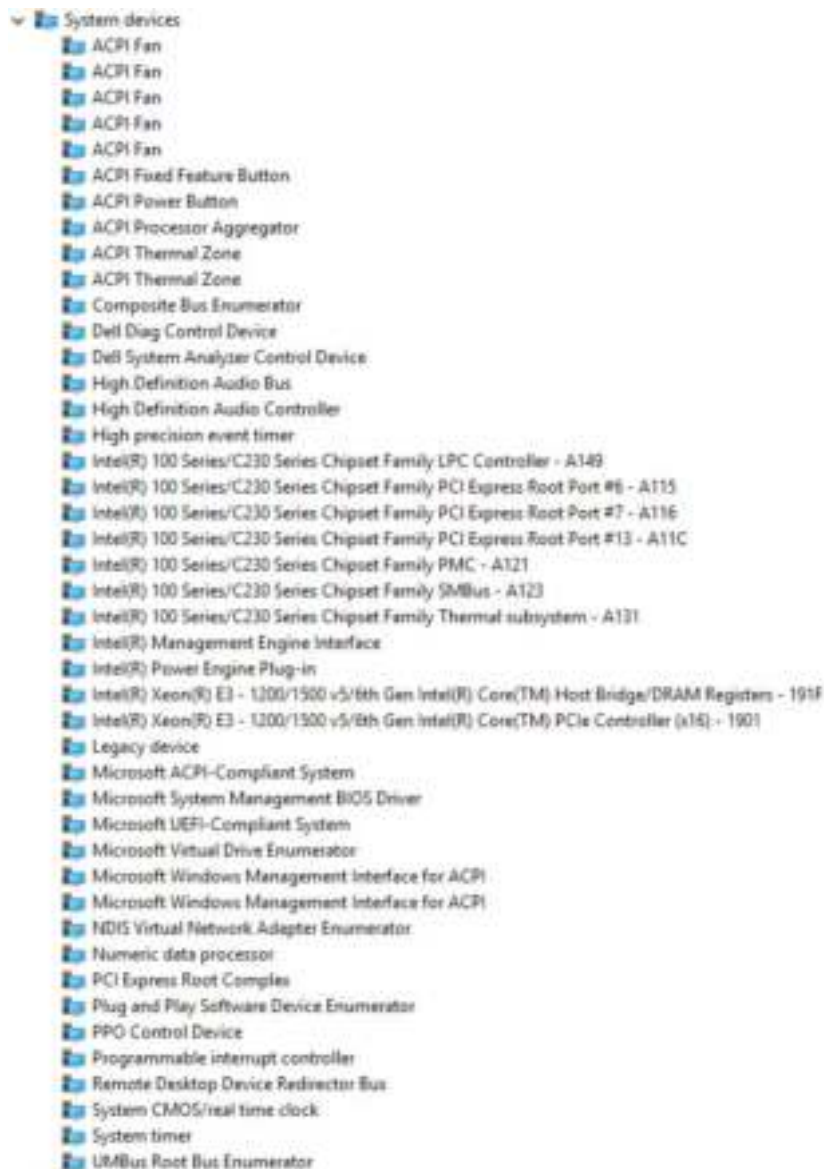 System devices
ACPI Fan
ACPI Fan
ACPI Fan
ACPI Fan
ACPI Fan
ACPI Fixed Feature Button
ACPI Power Button
ACPI Processor Aggregator
ACPI Thermal Zone
ACPI Thermal Zone
Composite Bus Enumerator
Dell Diag Control Device
Dell System Analyzer Control Device
High Definition Audio Bus
High Definition Audio Controller
High precision event timer
Intel(R) 100 Series/C230 Series Chipset Family LPC Controller - A149
Intel(R) 100 Series/C230 Series Chipset Family PCI Express Root Port #6 - A115
Intel(R) 100 Series/C230 Series Chipset Family PCI Express Root Port #7 - A116
Intel(R) 100 Series/C230 Series Chipset Family PCI Express Root Port #13 - A11C
Intel(R) 100 Series/C230 Series Chipset Family PMC - A121
Intel(R) 100 Series/C230 Series Chipset Family SMBus - A123
Intel(R) 100 Series/C230 Series Chipset Family Thermal subsystem - A131
Intel(R) Management Engine Interface
Intel(R) Power Engine Plug-in
Intel(R) Xeon(R) E3 - 1200/1500 v5/6th Gen Intel(R) Core(TM) Host Bridge/DRAM Registers - 191F
Intel(R) Xeon(R) E3 - 1200/1500 v5/6th Gen Intel(R) Core(TM) PCIe Controller (x16) - 1901
Legacy device
Microsoft ACPI-Compliant System
Microsoft System Management BIOS Driver
Microsoft UEFI-Compliant System
Microsoft Virtual Drive Enumerator
Microsoft Windows Management Interface for ACPI
Microsoft Windows Management Interface for ACPI
NDIS Virtual Network Adapter Enumerator
Numeric data processor
PCI Express Root Complex
Plug and Play Software Device Enumerator
PPO Control Device
Programmable interrupt controller
Remote Desktop Device Redirector Bus
System CMOS/real time clock
System timer
UMBus Root Bus Enumerator